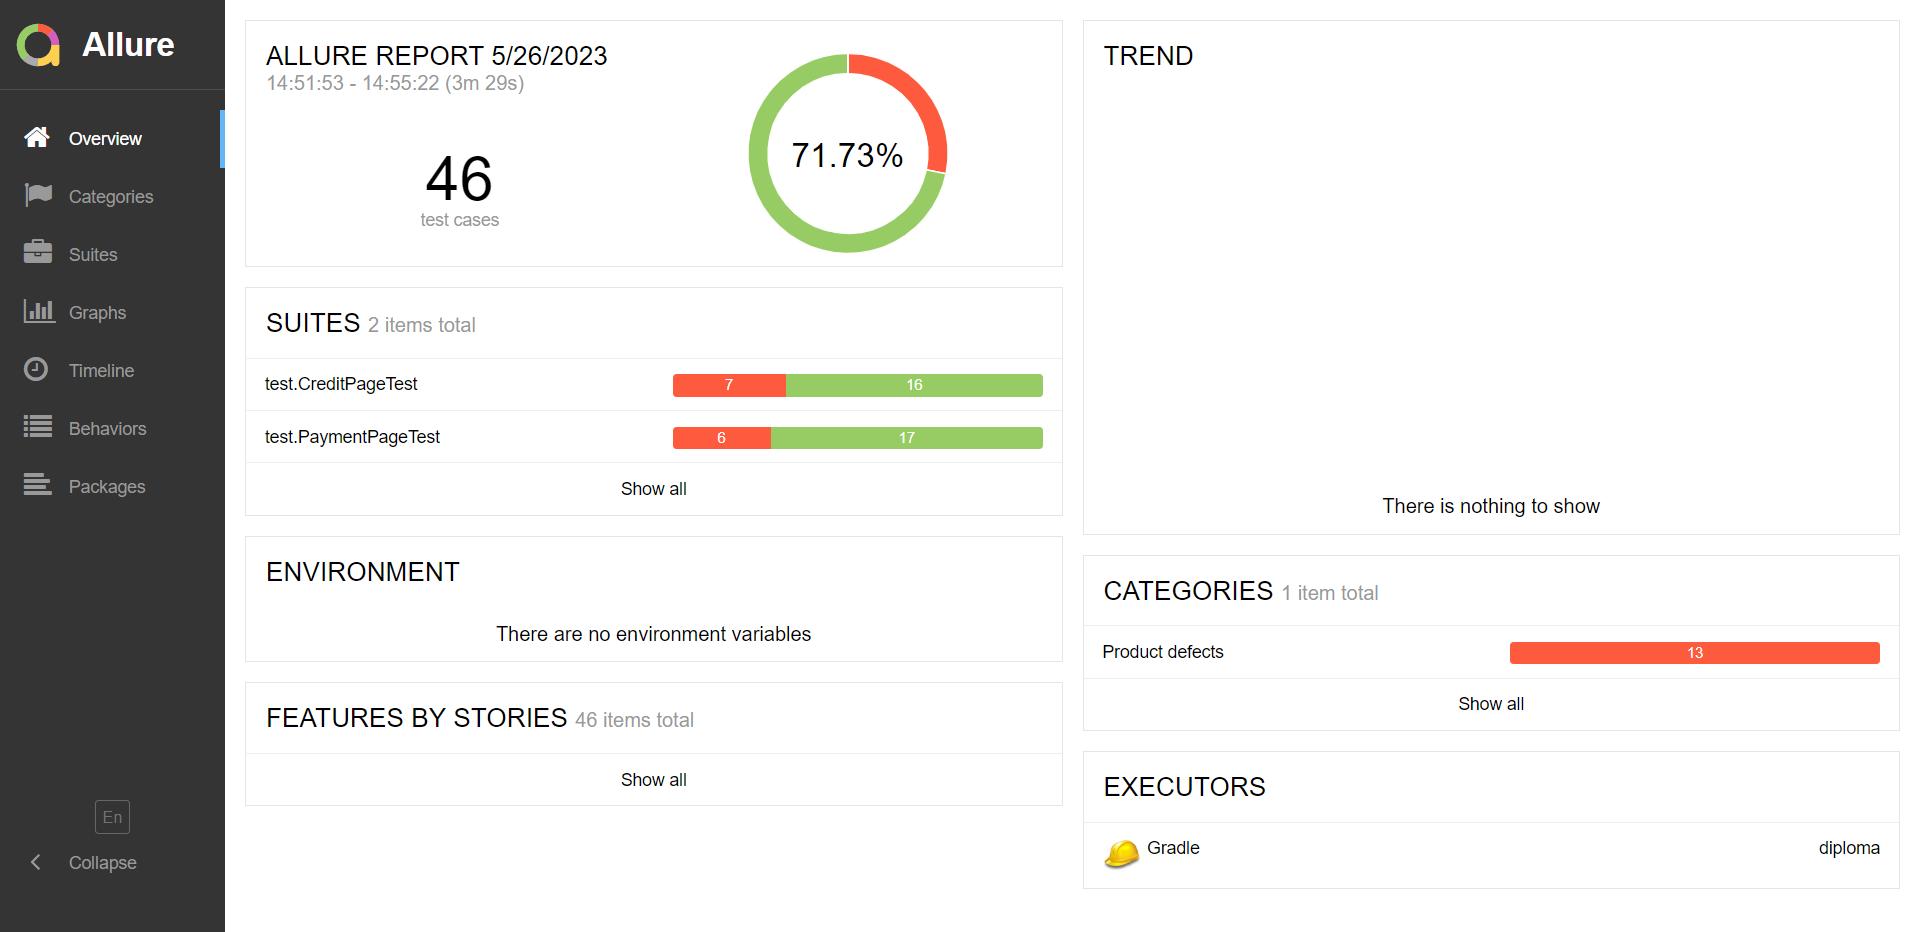 Allure
Overview
Categories
Suites
Graphs
Timeline
Behaviors
Packages
En
Collapse
ALLURE REPORT 5/26/2023
14:51:53 - 14:55:22 (3m 29s)
46
test cases
71.73%
SUITES 2 items total
test.CreditPageTest 7 16
test.PaymentPageTest 6 17
Show all
ENVIRONMENT
There are no environment variables
FEATURES BY STORIES 46 items total
Show all
TREND
There is nothing to show
CATEGORIES 1 item total
Product defects 13
Show all
EXECUTORS
Gradle diploma